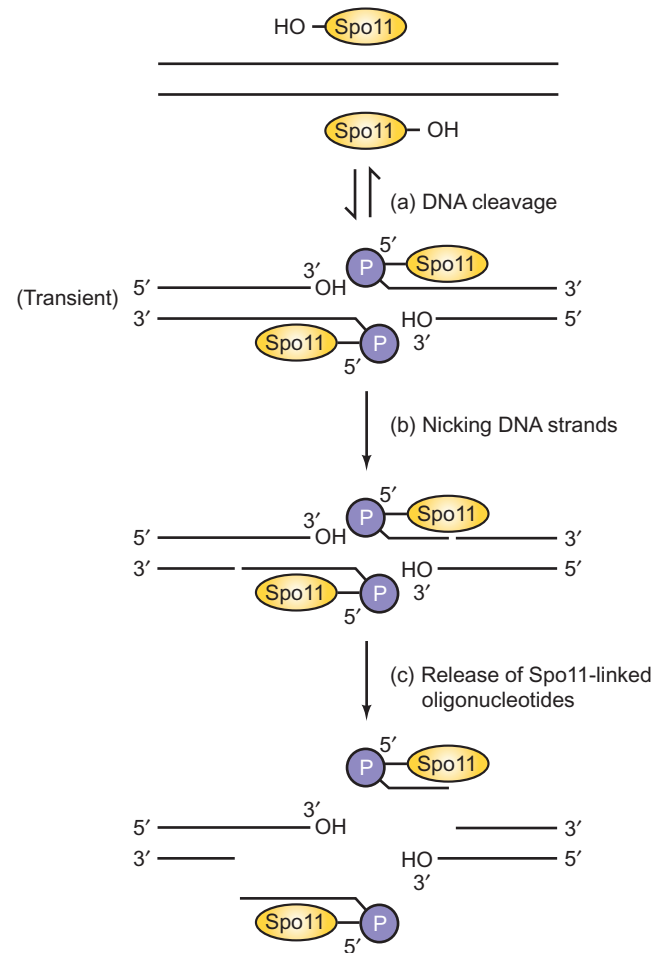 HO Spo11
Spo11 OH
(a) DNA cleavage
5′
3′ P Spo11
(Transient) 5′ OH 3′
3′ HO 5′
Spo11 P 3′
5′
(b) Nicking DNA strands
5′
3′ P Spo11
5′ OH 3′
3′ HO 5′
Spo11 P 3′
5′
(c) Release of Spo11-linked
oligonucleotides
5′
P Spo11
3′
5′ OH 3′
3′ HO 5′
3′
Spo11 P
5′